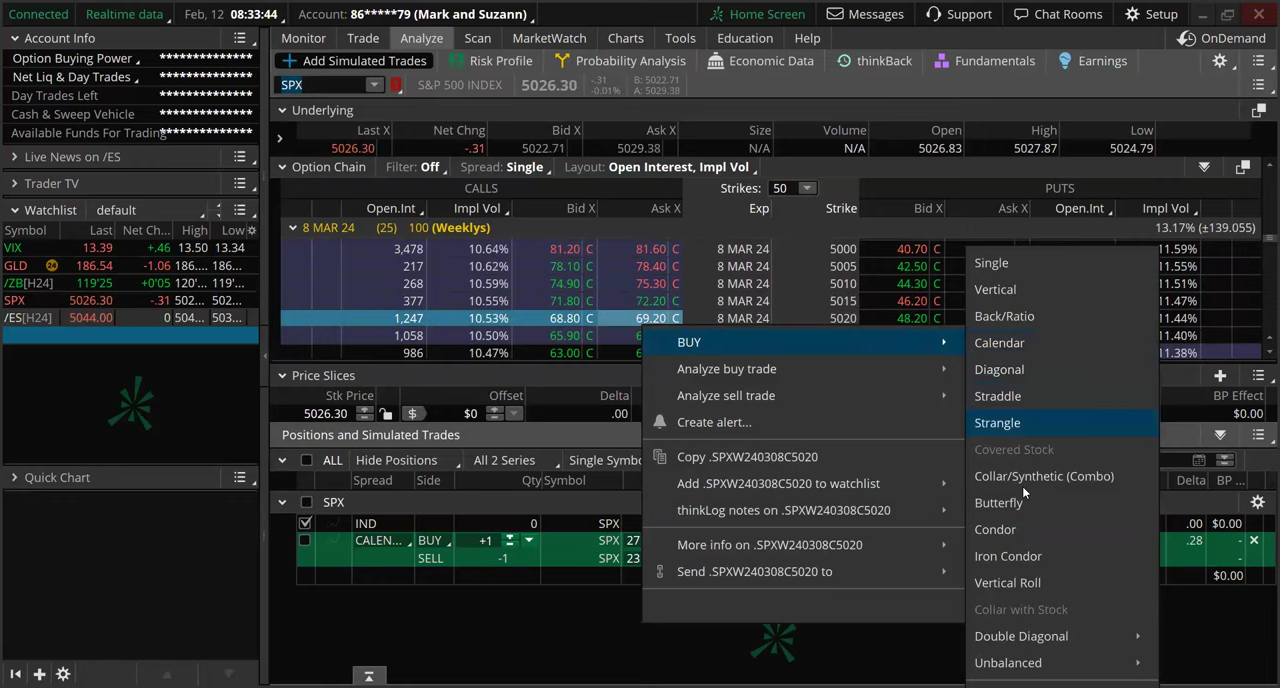 Connected Realtime data Feb, 12 08:33:44 Account: 86*****79 (Mark and Suzann) Home Screen Messages Support Chat Rooms Setup
Account Info
Option Buying Power ******************
Net Liq & Day Trades ******************
Day Trades Left ******************
Cash & Sweep Vehicle ******************
Available Funds For Trading ******************
Live News on /ES
Trader TV
Watchlist default
Symbol Last Net Ch... High Low
VIX 13.39 +.46 13.50 13.34
GLD 24 186.54 -1.06 186.... 186...
/ZB[H24] 119'25 +0'05 120'... 119'...
SPX 5026.30 -.31 502... 502...
/ES[H24] 5044.00 0 504... 503...
Quick Chart
Monitor Trade Analyze Scan MarketWatch Charts Tools Education Help OnDemand
Add Simulated Trades Risk Profile Probability Analysis Economic Data thinkBack Fundamentals Earnings
SPX S&P 500 INDEX 5026.30 -.31 B: 5022.71
-0.01% A: 5029.38
Underlying
Last X Net Chng Bid X Ask X Size Volume Open High Low
5026.30 -.31 5022.71 5029.38 N/A N/A 5026.83 5027.87 5024.79
Option Chain Filter: Off Spread: Single Layout: Open Interest, Impl Vol
CALLS Strikes: 50 PUTS
Open.Int Impl Vol Bid X Ask X Exp Strike Bid X Ask X Open.Int Impl Vol
8 MAR 24 (25) 100 (Weeklys) 13.17% (±139.055)
3,478 10.64% 81.20 C 81.60 C 8 MAR 24 5000 40.70 C 11.59%
217 10.62% 78.10 C 78.40 C 8 MAR 24 5005 42.50 C 11.55%
268 10.59% 74.90 C 75.30 C 8 MAR 24 5010 44.30 C 11.51%
377 10.55% 71.80 C 72.20 C 8 MAR 24 5015 46.20 C 11.47%
1,247 10.53% 68.80 C 69.20 C 8 MAR 24 5020 48.20 C 11.44%
1,058 10.50% 65.90 C 11.40%
986 10.47% 63.00 C 11.38%
Price Slices
Stk Price Offset Delta BP Effect
5026.30 $ $0 .00 $0.00
Positions and Simulated Trades
ALL Hide Positions All 2 Series Single Symbo
Spread Side Qty Symbol Delta BP ...
SPX
IND 0 SPX .00 $0.00
CALEN... BUY +1 SPX 27 .28 -
SELL -1 SPX 23 -
$0.00
BUY
Analyze buy trade
Analyze sell trade
Create alert...
Copy .SPXW240308C5020
Add .SPXW240308C5020 to watchlist
thinkLog notes on .SPXW240308C5020
More info on .SPXW240308C5020
Send .SPXW240308C5020 to
Single
Vertical
Back/Ratio
Calendar
Diagonal
Straddle
Strangle
Covered Stock
Collar/Synthetic (Combo)
Butterfly
Condor
Iron Condor
Vertical Roll
Collar with Stock
Double Diagonal
Unbalanced